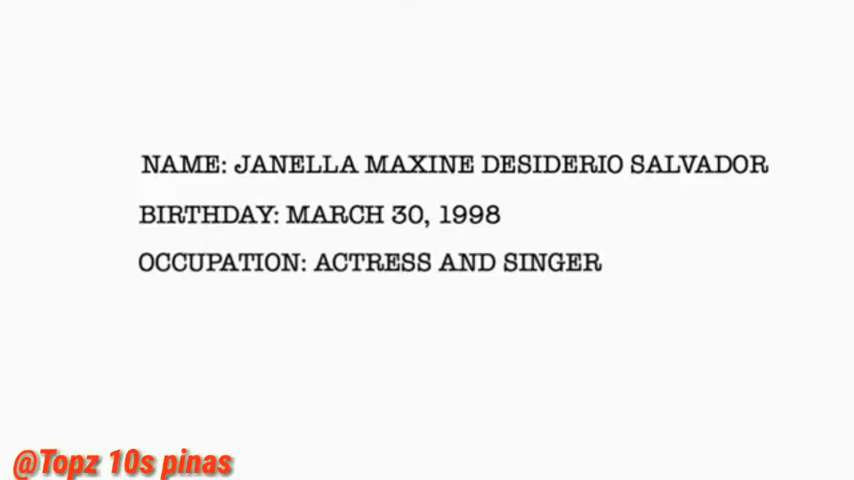 NAME: JANELLA MAXINE DESIDERIO SALVADOR
BIRTHDAY: MARCH 30, 1998
OCCUPATION: ACTRESS AND SINGER
@Topz 10s pinas